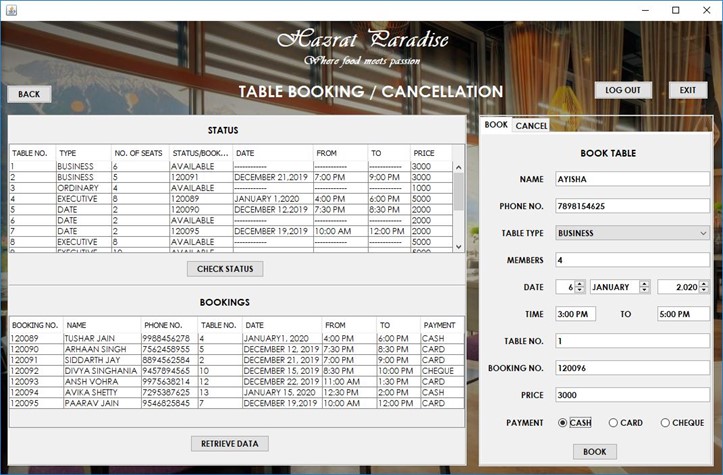 Hazrat Paradise
Where food meets passion
BACK
TABLE BOOKING / CANCELLATION
LOG OUT EXIT
STATUS
TABLE NO. TYPE NO. OF SEATS STATUS/BOOK... DATE FROM TO PRICE
1 BUSINESS 6 AVAILABLE ------------ ------------ ------------ 3000
2 BUSINESS 5 120091 DECEMBER 21,2019 7:00 PM 9:00 PM 3000
3 ORDINARY 4 AVAILABLE ------------ ------------ ------------ 1000
4 EXECUTIVE 8 120089 JANUARY 1,2020 4:00 PM 6:00 PM 5000
5 DATE 2 120090 DECEMBER 12,2019 7:30 PM 8:30 PM 2000
6 DATE 2 AVAILABLE ------------ ------------ ------------ 2000
7 DATE 2 120095 DECEMBER 19,2019 10:00 AM 12:00 PM 2000
8 EXECUTIVE 8 AVAILABLE ------------ ------------ ------------ 5000
9 EXECUTIVE 10 AVAILABLE ------------ ------------ ------------ 5000
CHECK STATUS
BOOKINGS
BOOKING NO. NAME PHONE NO. TABLE NO. DATE FROM TO PAYMENT
120089 TUSHAR JAIN 9988456278 4 JANUARY1, 2020 4:00 PM 6:00 PM CASH
120090 ARHAAN SINGH 7562458955 5 DECEMBER 12, 2019 7:30 PM 8:30 PM CARD
120091 SIDDARTH JAY 8894562584 2 DECEMBER 21, 2019 7:00 PM 9:00 PM CARD
120092 DIVYA SINGHANIA 9457894565 10 DECEMBER 15, 2019 8:30 PM 10:00 PM CHEQUE
120093 ANSH VOHRA 9975638214 12 DECEMBER 22, 2019 11:00 AM 1:30 PM CARD
120094 AVIKA SHETTY 7295387625 13 JANUARY 15, 2020 12:30 PM 2:00 PM CASH
120095 PAARAV JAIN 9546825845 7 DECEMBER 19,2019 10:00 AM 12:00 PM CARD
RETRIEVE DATA
BOOK CANCEL
BOOK TABLE
NAME AYISHA
PHONE NO. 7898154625
TABLE TYPE BUSINESS
MEMBERS 4
DATE 6 JANUARY 2,020
TIME 3:00 PM TO 5:00 PM
TABLE NO. 1
BOOKING NO. 120096
PRICE 3000
PAYMENT CASH CARD CHEQUE
BOOK